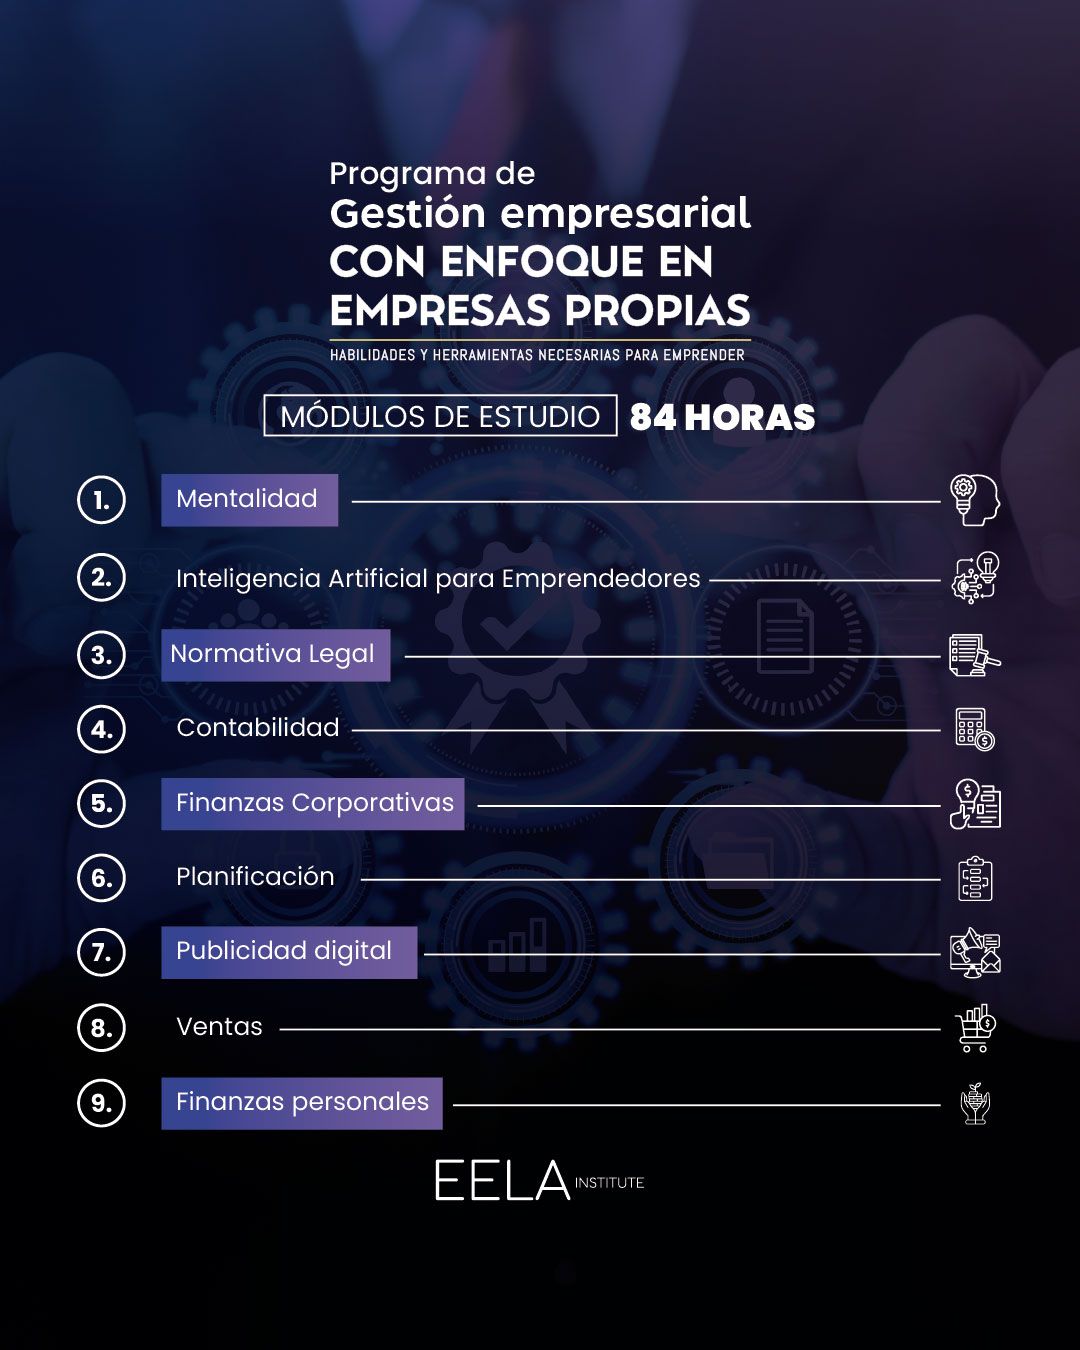 Programa de
Gestión empresarial
CON ENFOQUE EN
EMPRESAS PROPIAS
HABILIDADES Y HERRAMIENTAS NECESARIAS PARA EMPRENDER
MÓDULOS DE ESTUDIO 84 HORAS
1. Mentalidad
2. Inteligencia Artificial para Emprendedores
3. Normativa Legal
4. Contabilidad
5. Finanzas Corporativas
6. Planificación
7. Publicidad digital
8. Ventas
9. Finanzas personales
EELA INSTITUTE